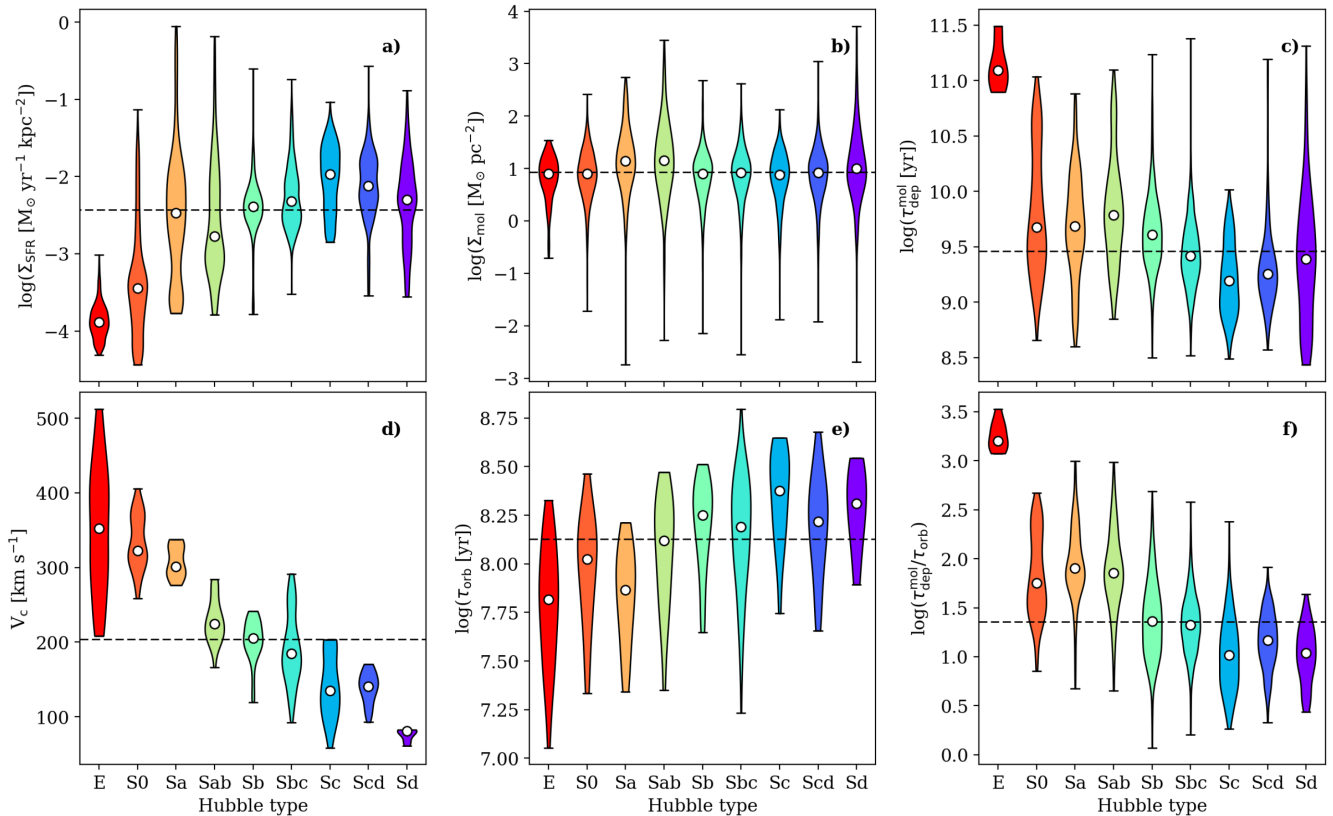 a)
log(Σ_SFR [M_⊙ yr⁻¹ kpc⁻²])
0
−1
−2
−3
−4
b)
log(Σ_mol [M_⊙ pc⁻²])
4
3
2
1
0
−1
−2
−3
c)
log(τ_dep^mol [yr])
11.5
11.0
10.5
10.0
9.5
9.0
8.5
d)
V_c [km s⁻¹]
500
400
300
200
100
E S0 Sa Sab Sb Sbc Sc Scd Sd
Hubble type
e)
log(τ_orb [yr])
8.75
8.50
8.25
8.00
7.75
7.50
7.25
7.00
E S0 Sa Sab Sb Sbc Sc Scd Sd
Hubble type
f)
log(τ_dep^mol/τ_orb)
3.5
3.0
2.5
2.0
1.5
1.0
0.5
0.0
E S0 Sa Sab Sb Sbc Sc Scd Sd
Hubble type